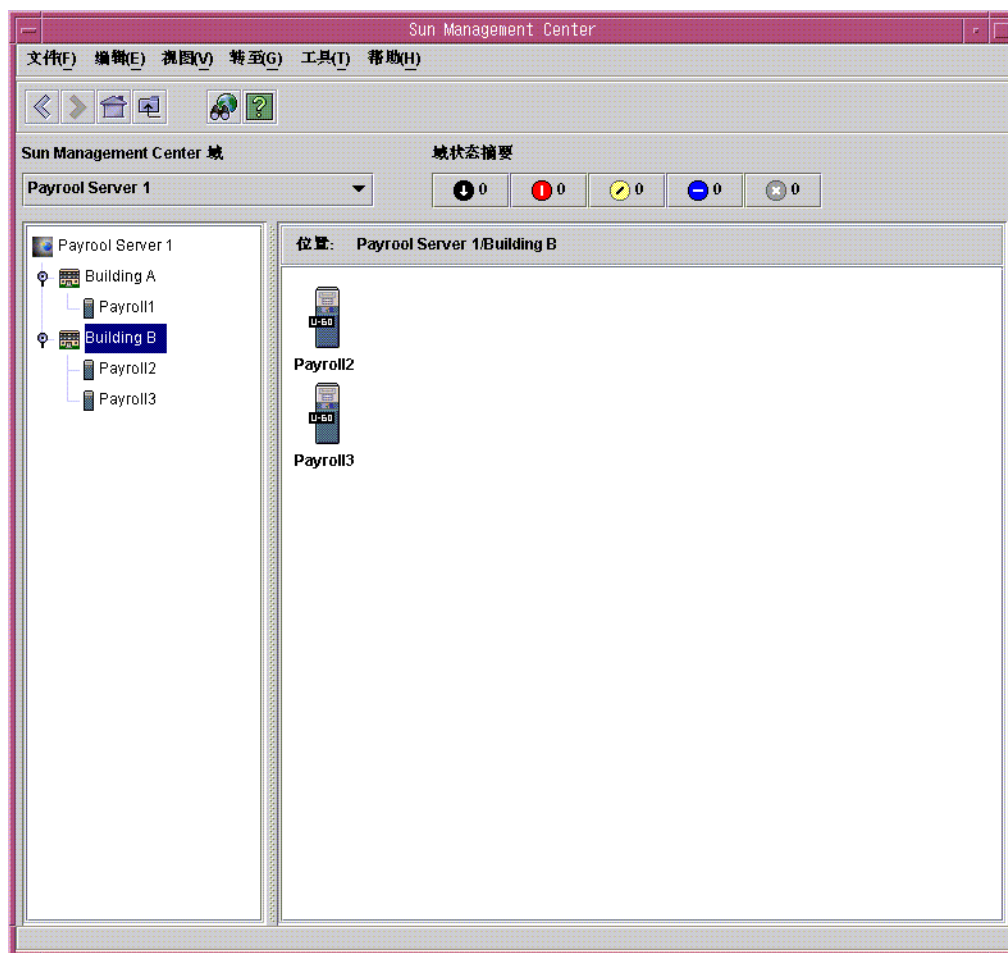 Sun Management Center
文件(F) 编辑(E) 视图(V) 转至(G) 工具(T) 帮助(H)
Sun Management Center 域 域状态摘要
Payrool Server 1 0 0 0 0 0
Payrool Server 1
位置: Payrool Server 1/Building B
Building A
Payroll1
Building B
Payroll2
Payroll3
U-60
Payroll2
U-60
Payroll3